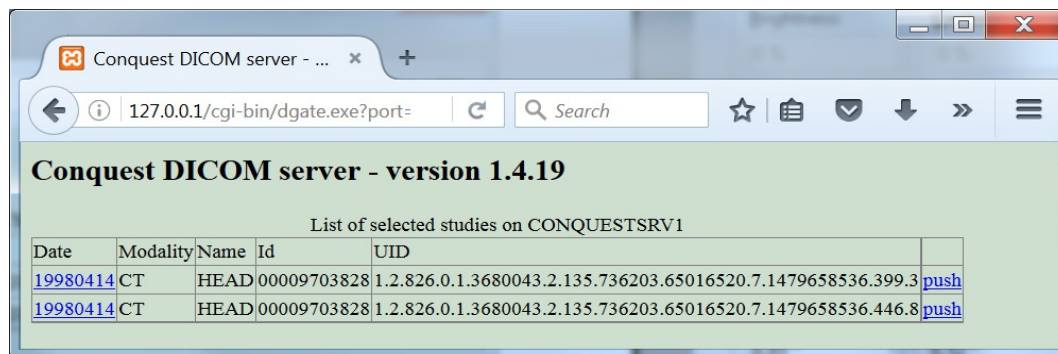 Conquest DICOM server - ...
127.0.0.1/cgi-bin/dgate.exe?port=
Search
Conquest DICOM server - version 1.4.19
List of selected studies on CONQUESTSRV1
Date Modality Name Id UID
19980414 CT HEAD 00009703828 1.2.826.0.1.3680043.2.135.736203.65016520.7.1479658536.399.3 push
19980414 CT HEAD 00009703828 1.2.826.0.1.3680043.2.135.736203.65016520.7.1479658536.446.8 push